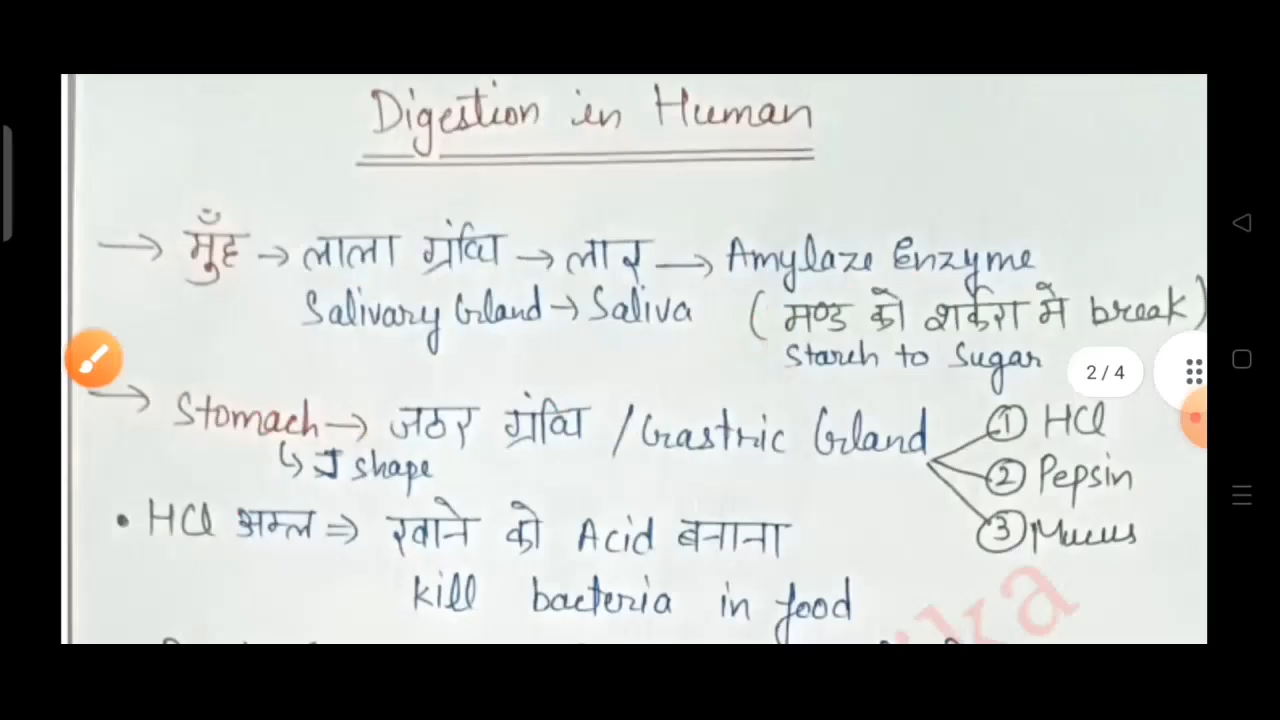 Digestion in Human
→ मुँह → लाला ग्रंथि → लार → Amylaze Enzyme
Salivary Gland → Saliva (मण्ड को शर्करा मे break)
Starch to Sugar
2 / 4
→ Stomach → जठर ग्रंथि / Gastric Gland
① HCl
② Pepsin
③ Mucus
↳ J shape
• HCl अम्ल ⇒ खाने को Acid बनाना
kill bacteria in food